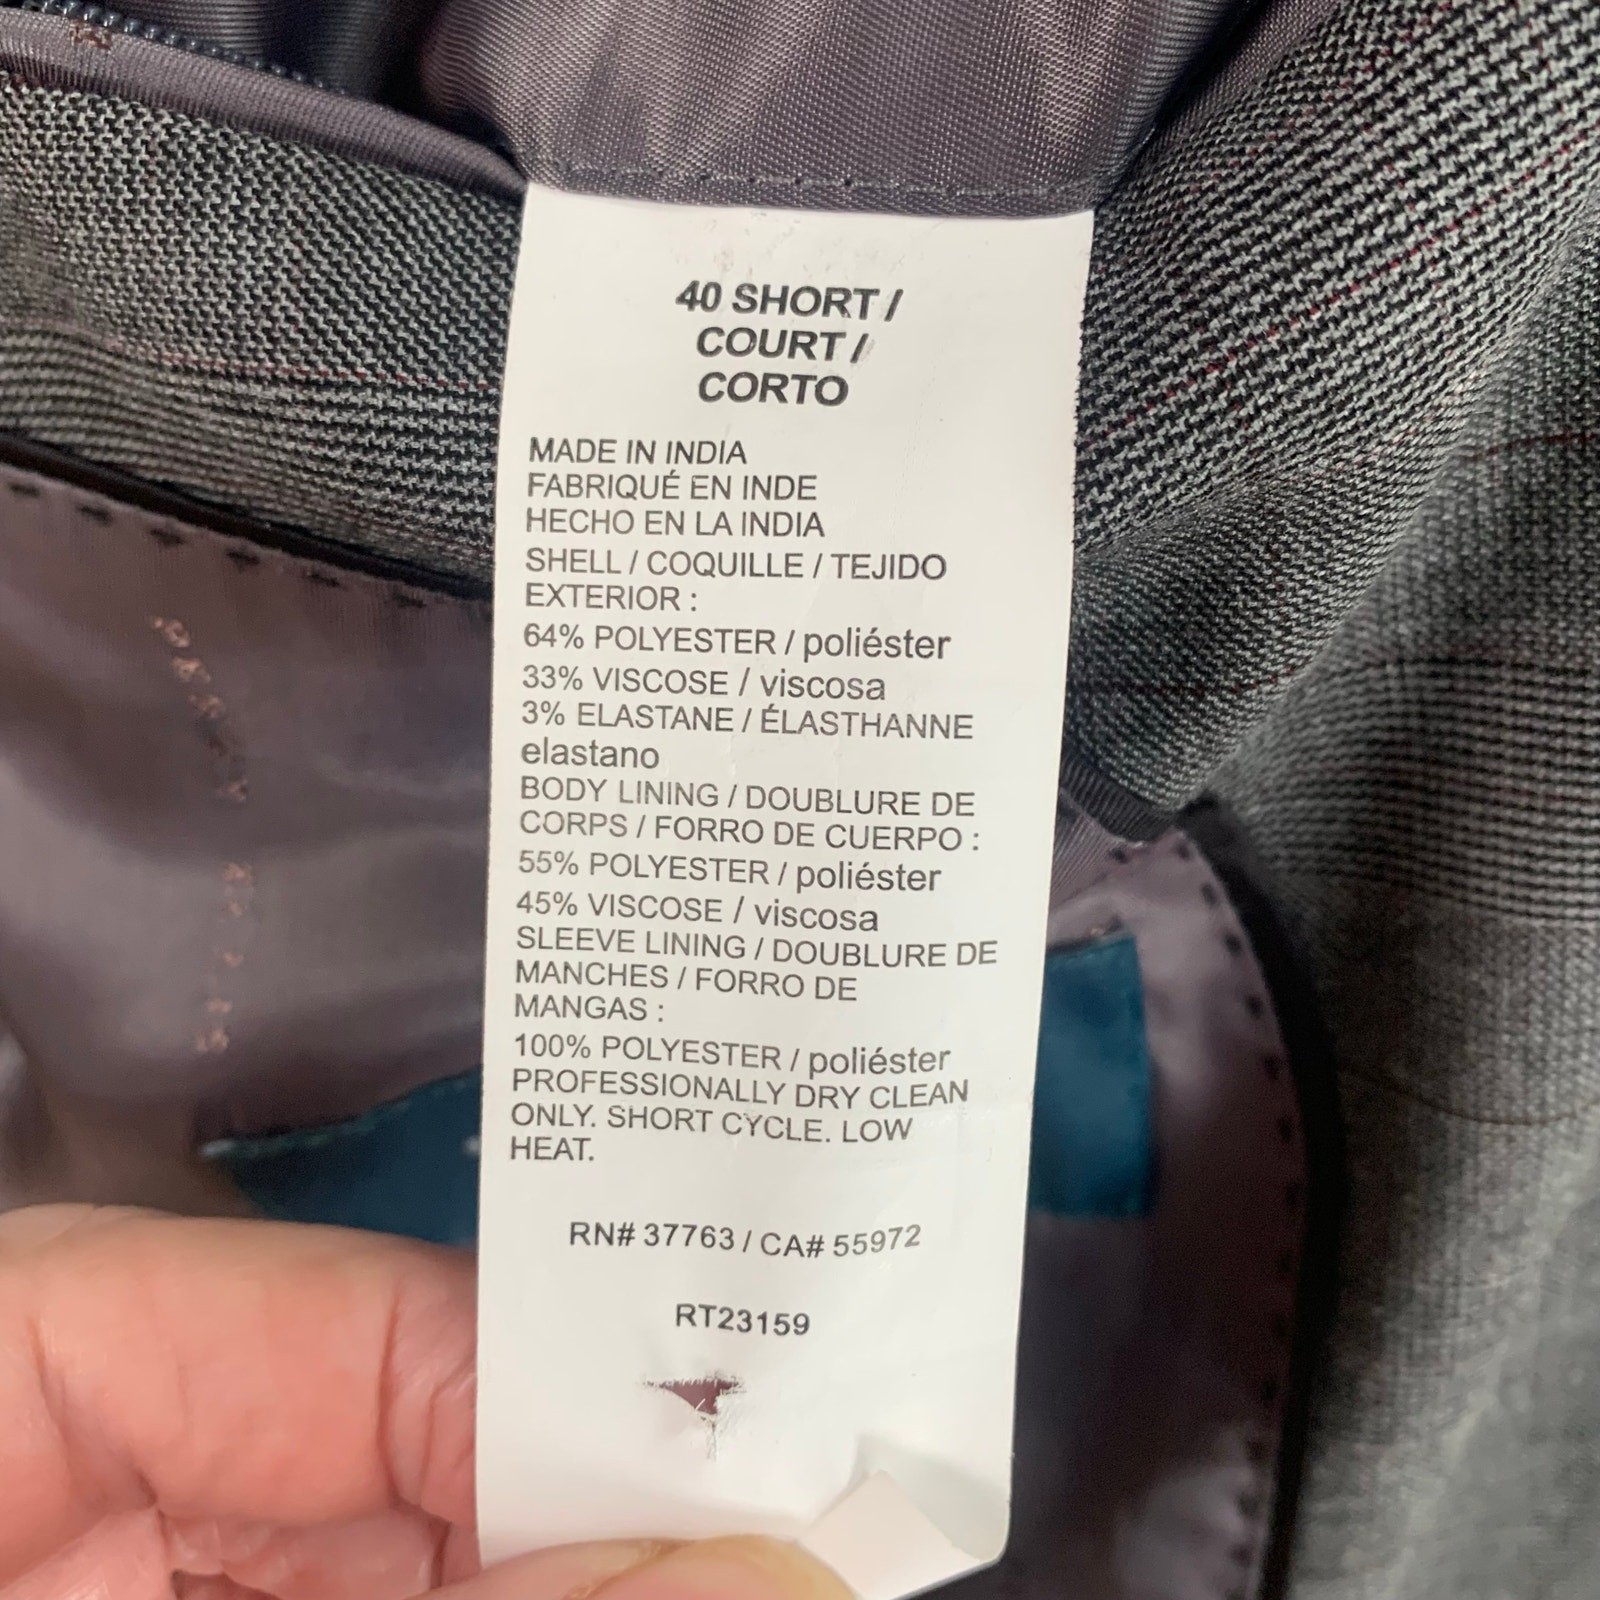 40 SHORT /
COURT /
CORTO
MADE IN INDIA
FABRIQUÉ EN INDE
HECHO EN LA INDIA
SHELL / COQUILLE / TEJIDO
EXTERIOR :
64% POLYESTER / poliéster
33% VISCOSE / viscosa
3% ELASTANE / ÉLASTHANNE
elastano
BODY LINING / DOUBLURE DE
CORPS / FORRO DE CUERPO :
55% POLYESTER / poliéster
45% VISCOSE / viscosa
SLEEVE LINING / DOUBLURE DE
MANCHES / FORRO DE
MANGAS :
100% POLYESTER / poliéster
PROFESSIONALLY DRY CLEAN
ONLY. SHORT CYCLE. LOW
HEAT.
RN# 37763 / CA# 55972
RT23159